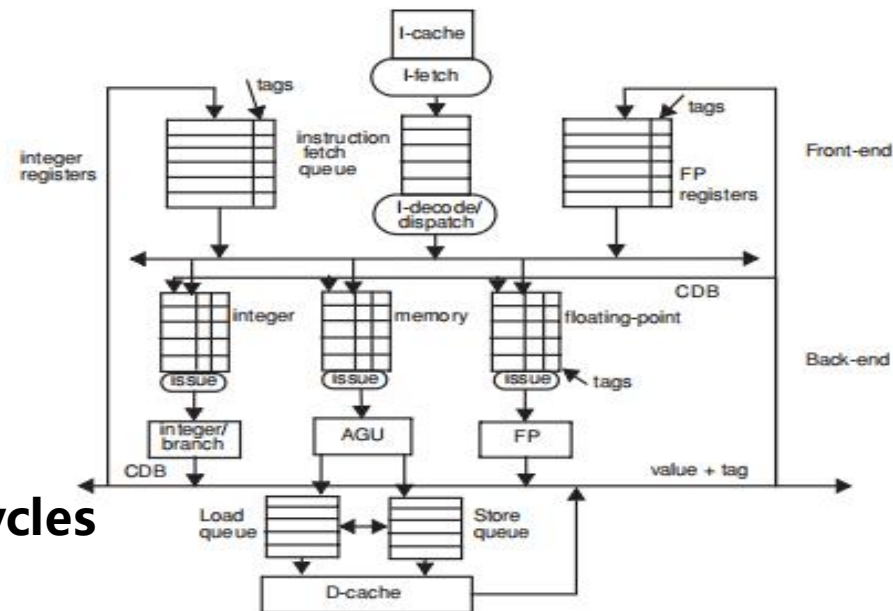 I-cache
I-fetch
tags
tags
integer
registers
instruction
fetch
queue
FP
registers
Front-end
I-decode/
dispatch
CDB
integer
memory
floating-point
Back-end
issue
issue
issue
tags
integer/
branch
AGU
FP
CDB
value + tag
ycles
Load
queue
Store
queue
D-cache